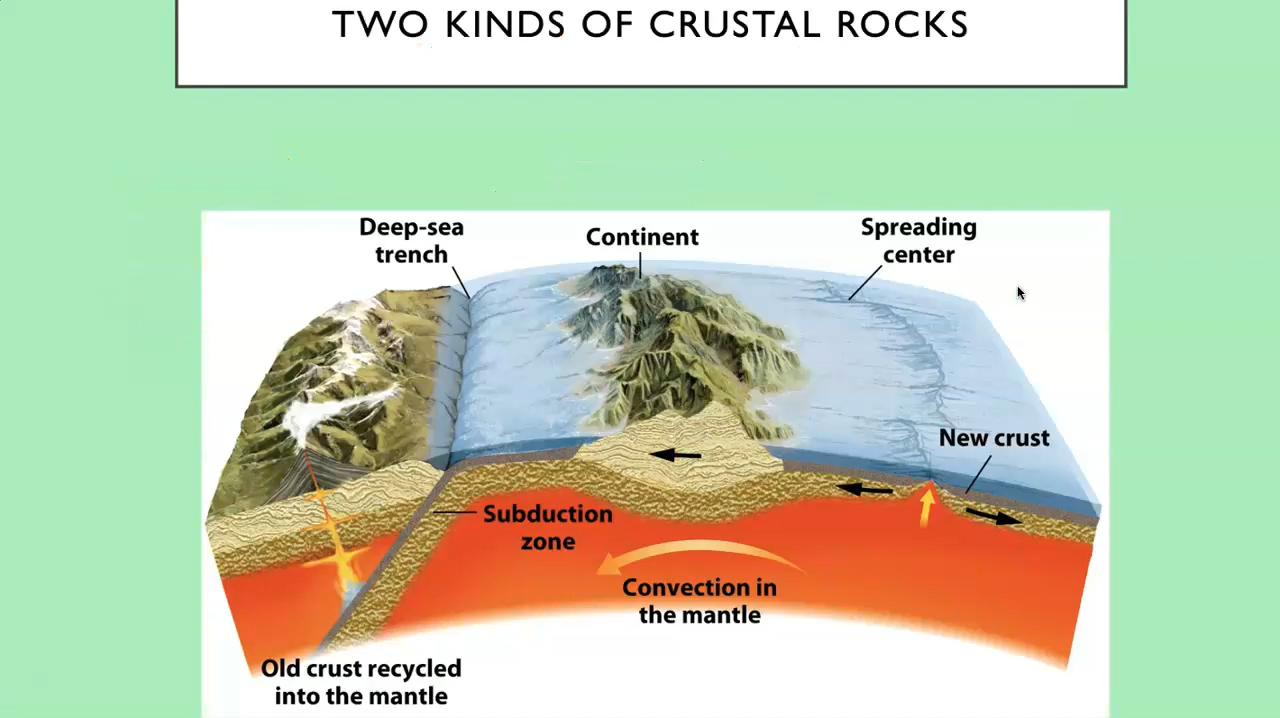 TWO KINDS OF CRUSTAL ROCKS
Deep-sea
trench
Continent
Spreading
center
New crust
Subduction
zone
Convection in
the mantle
Old crust recycled
into the mantle